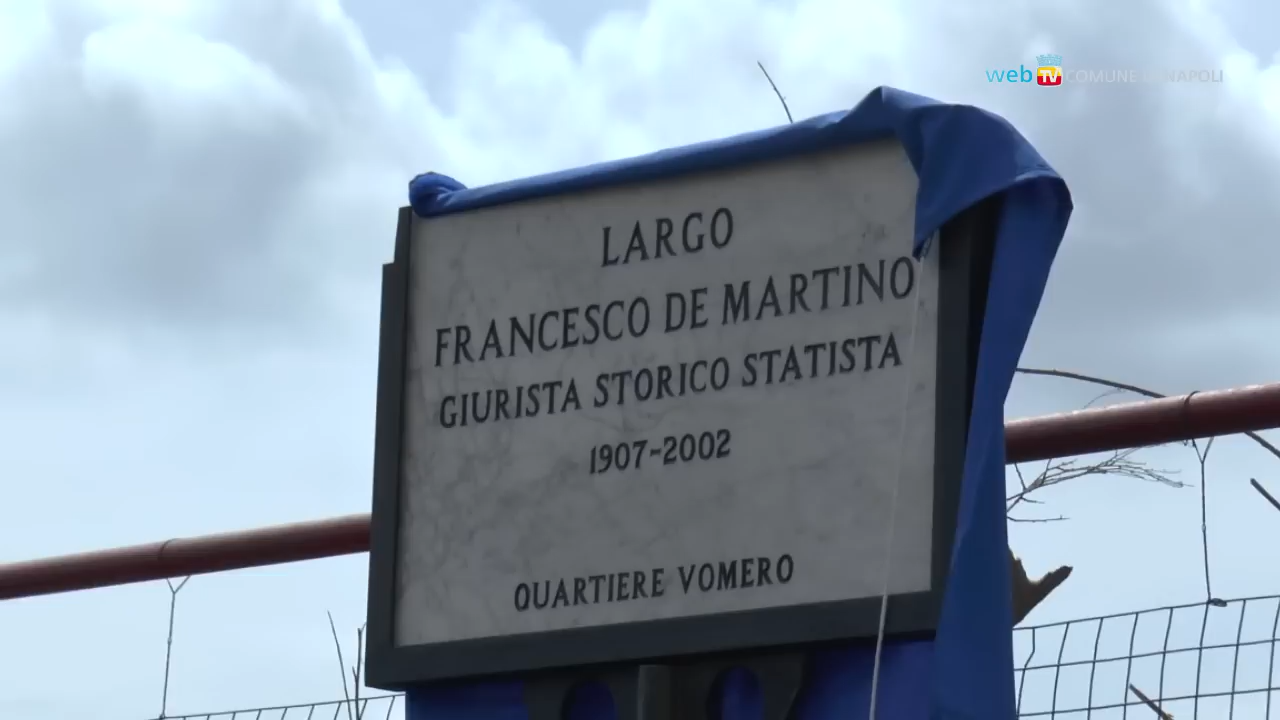 web TV COMUNE DI NAPOLI
LARGO
FRANCESCO DE MARTINO
GIURISTA STORICO STATISTA
1907-2002
QUARTIERE VOMERO